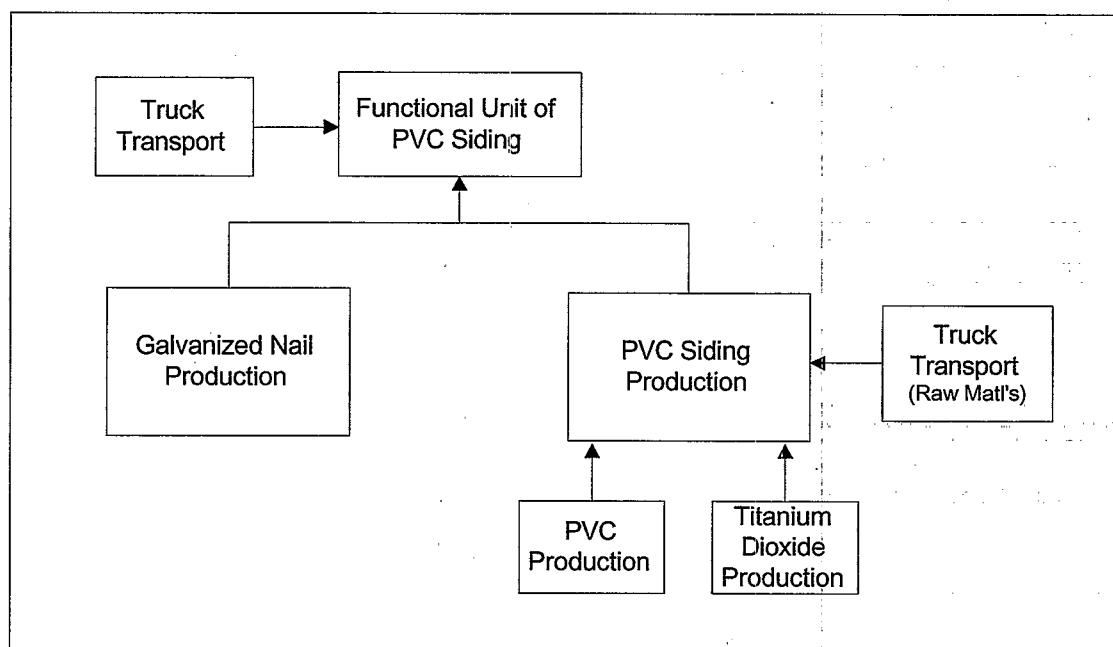 Truck
Transport
Functional Unit of
PVC Siding
Galvanized Nail
Production
PVC Siding
Production
Truck
Transport
(Raw Matl's)
PVC
Production
Titanium
Dioxide
Production